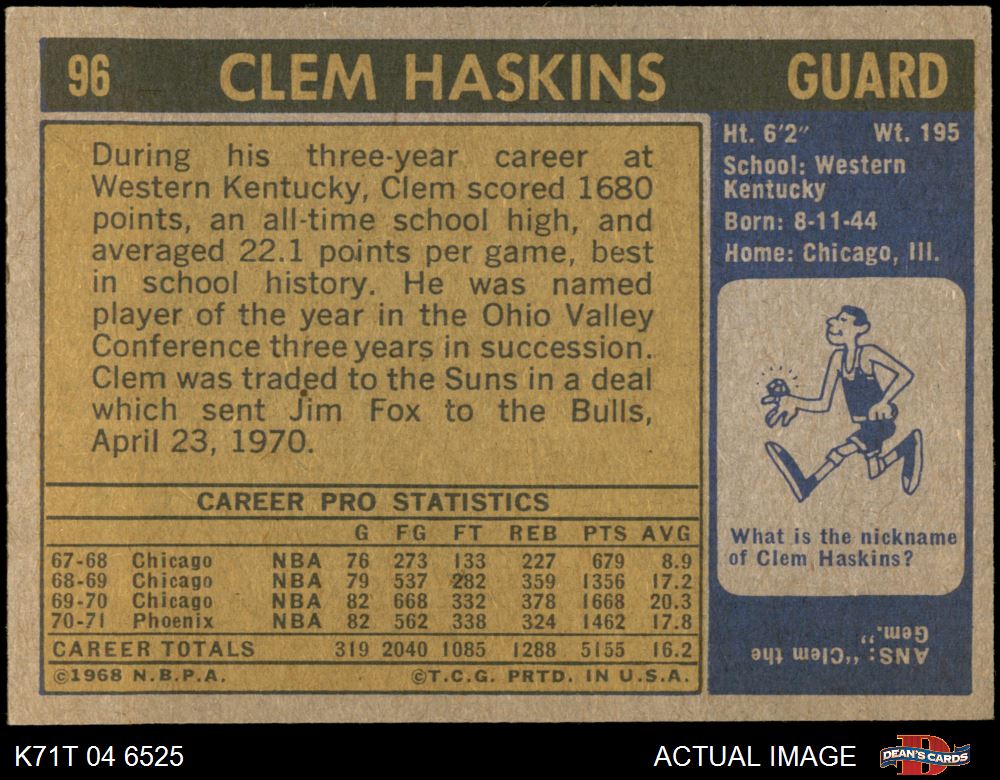 96 CLEM HASKINS GUARD
During his three-year career at
Western Kentucky, Clem scored 1680
points, an all-time school high, and
averaged 22.1 points per game, best
in school history. He was named
player of the year in the Ohio Valley
Conference three years in succession.
Clem was traded to the Suns in a deal
which sent Jim Fox to the Bulls,
April 23, 1970.
CAREER PRO STATISTICS
G FG FT REB PTS AVG
67-68 Chicago NBA 76 273 133 227 679 8.9
68-69 Chicago NBA 79 537 282 359 1356 17.2
69-70 Chicago NBA 82 668 332 378 1668 20.3
70-71 Phoenix NBA 82 562 338 324 1462 17.8
CAREER TOTALS 319 2040 1085 1288 5155 16.2
©1968 N.B.P.A. ©T.C.G. PRTD. IN U.S.A.
Ht. 6'2" Wt. 195
School: Western
Kentucky
Born: 8-11-44
Home: Chicago, Ill.
What is the nickname
of Clem Haskins?
ANS: "Clem the
Gem."
K71T 04 6525 ACTUAL IMAGE DEAN'S CARDS